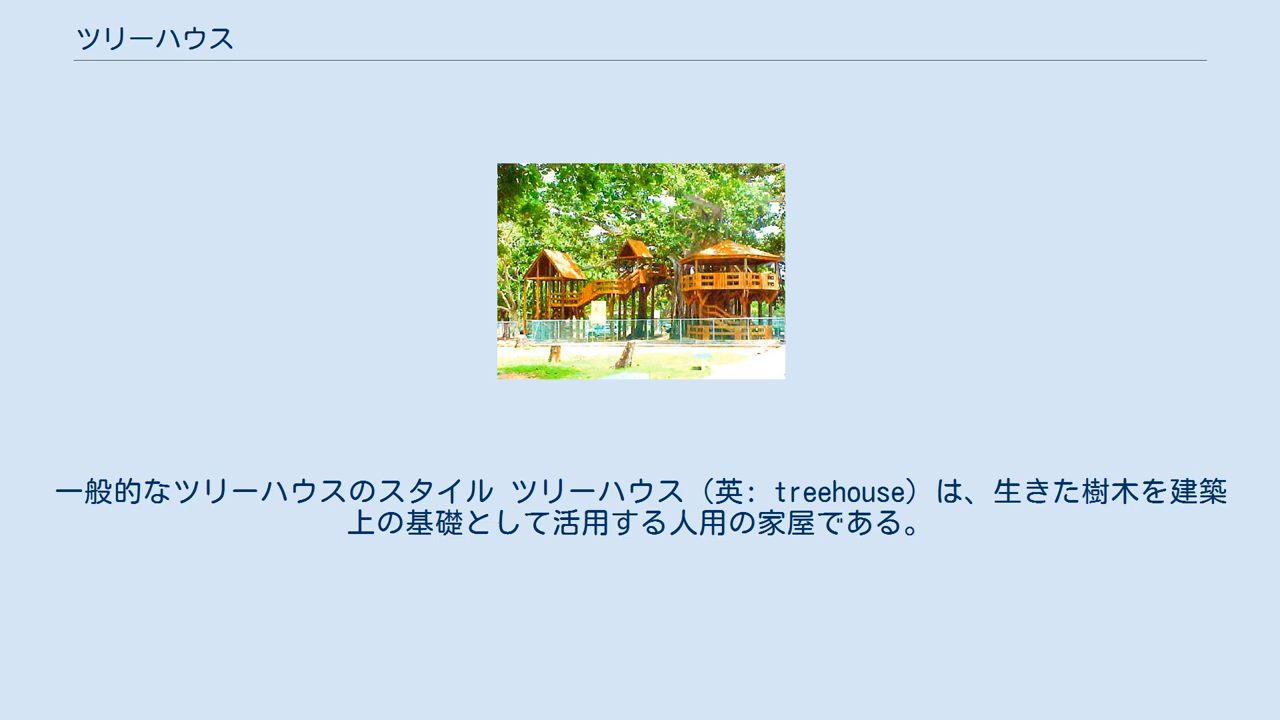 ツリーハウス
一般的なツリーハウスのスタイル ツリーハウス（英: treehouse）は、生きた樹木を建築
上の基礎として活用する人用の家屋である。